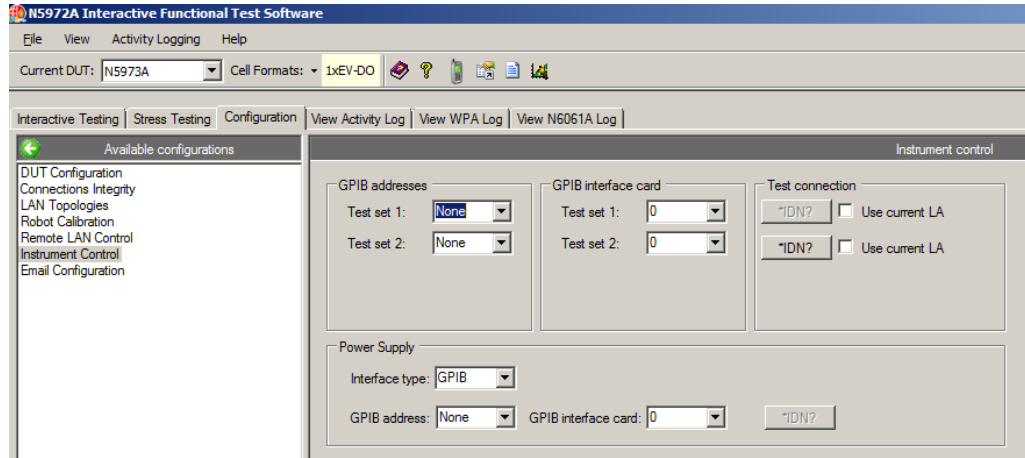 N5972A Interactive Functional Test Software
File View Activity Logging Help
Current DUT: N5973A Cell Formats: 1xEV-DO
Interactive Testing Stress Testing Configuration View Activity Log View WPA Log View N6061A Log
Available configurations Instrument control
DUT Configuration
Connections Integrity
LAN Topologies
Robot Calibration
Remote LAN Control
Instrument Control
Email Configuration
GPIB addresses GPIB interface card Test connection
Test set 1: None Test set 1: 0 *IDN? Use current LA
Test set 2: None Test set 2: 0 *IDN? Use current LA
Power Supply
Interface type: GPIB
GPIB address: None GPIB interface card: 0 *IDN?